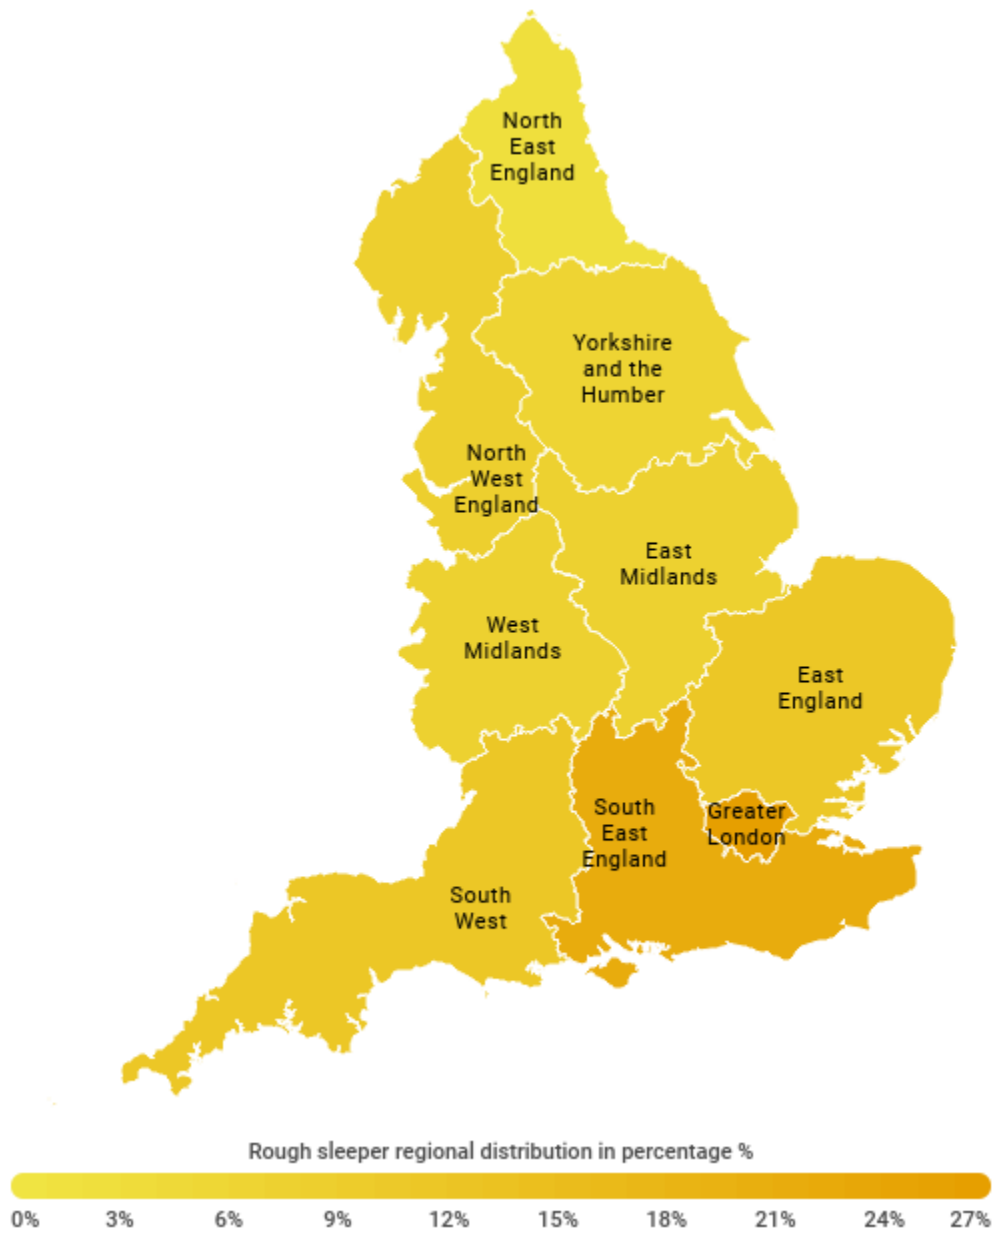 North
East
England
Yorkshire
and the
Humber
North
West
England
East
Midlands
West
Midlands
East
England
South
East
England
Greater
London
South
West
Rough sleeper regional distribution in percentage %
0% 3% 6% 9% 12% 15% 18% 21% 24% 27%